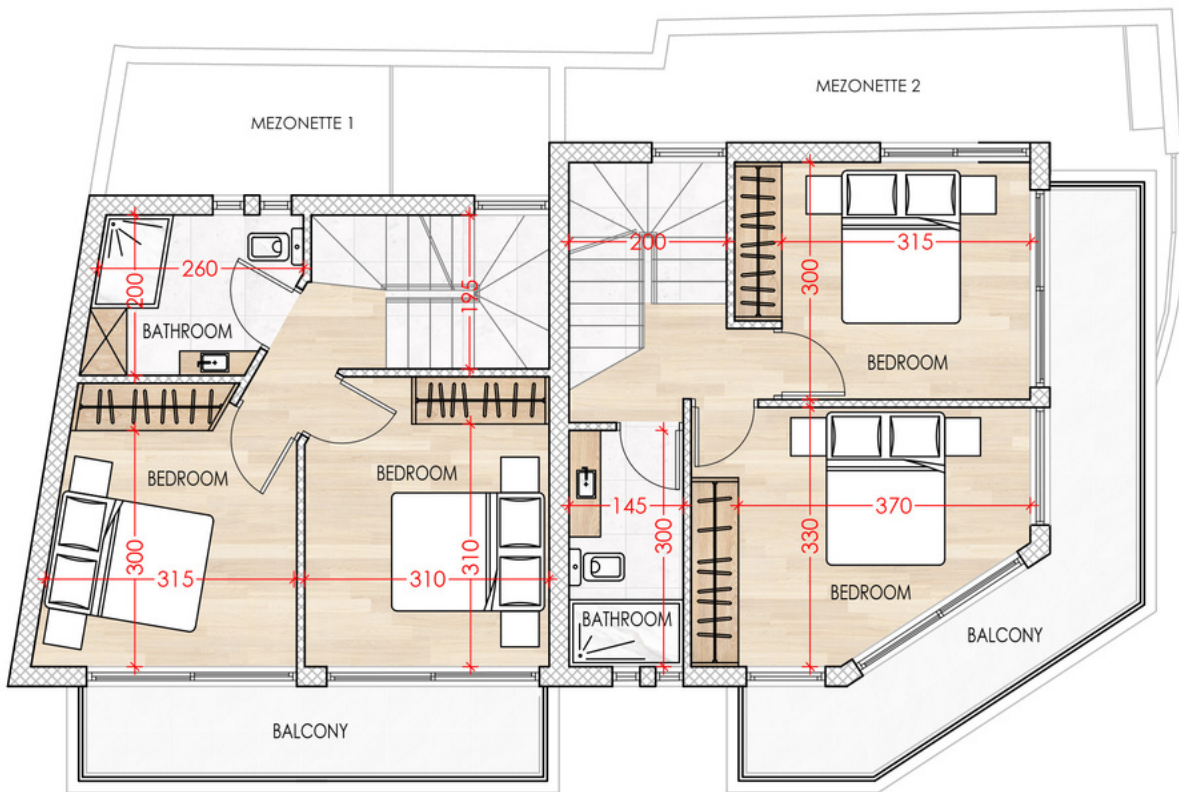 MEZONETTE 2
MEZONETTE 1
200
315
260
200
195
300
BATHROOM
BEDROOM
BEDROOM
BEDROOM
145
370
300
330
300
310
315
310
BEDROOM
BATHROOM
BALCONY
BALCONY